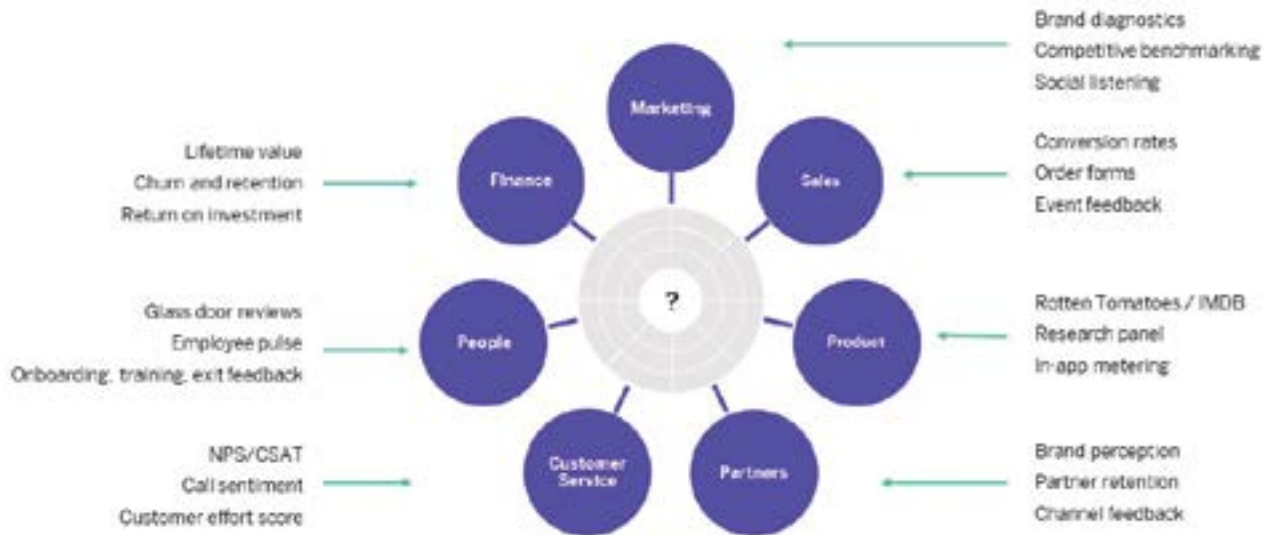 Brand diagnostics
Competitive benchmarking
Social listening
Marketing
Lifetime value
Churn and retention
Return on investment
Finance
Sales
Conversion rates
Order forms
Event feedback
?
Glass door reviews
Employee pulse
Onboarding, training, exit feedback
People
Product
Rotten Tomatoes / IMDB
Research panel
In-app metering
NPS/CSAT
Call sentiment
Customer effort score
Customer
Service
Partners
Brand perception
Partner retention
Channel feedback